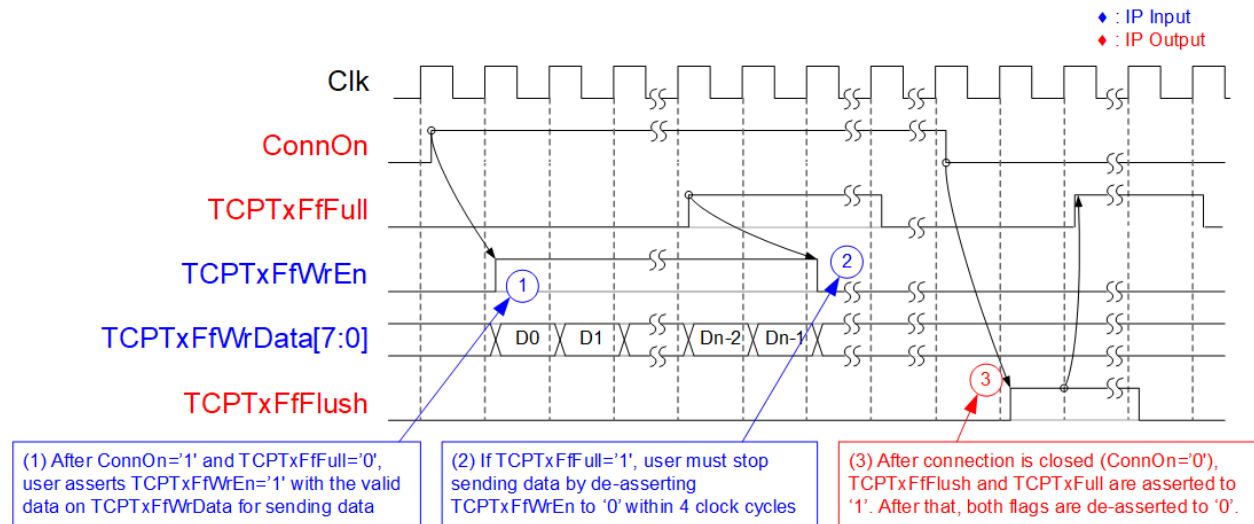 ♦ : IP Input
♦ : IP Output
Clk
ConnOn
TCPTxFfFull
TCPTxFfWrEn
1
2
TCPTxFfWrData[7:0]
D0 D1 Dn-2 Dn-1
3
TCPTxFfFlush
(1) After ConnOn='1' and TCPTxFfFull='0',
user asserts TCPTxFfWrEn='1' with the valid
data on TCPTxFfWrData for sending data
(2) If TCPTxFfFull='1', user must stop
sending data by de-asserting
TCPTxFfWrEn to ‘0’ within 4 clock cycles
(3) After connection is closed (ConnOn=’0’),
TCPTxFfFlush and TCPTxFull are asserted to
‘1’. After that, both flags are de-asserted to ‘0’.